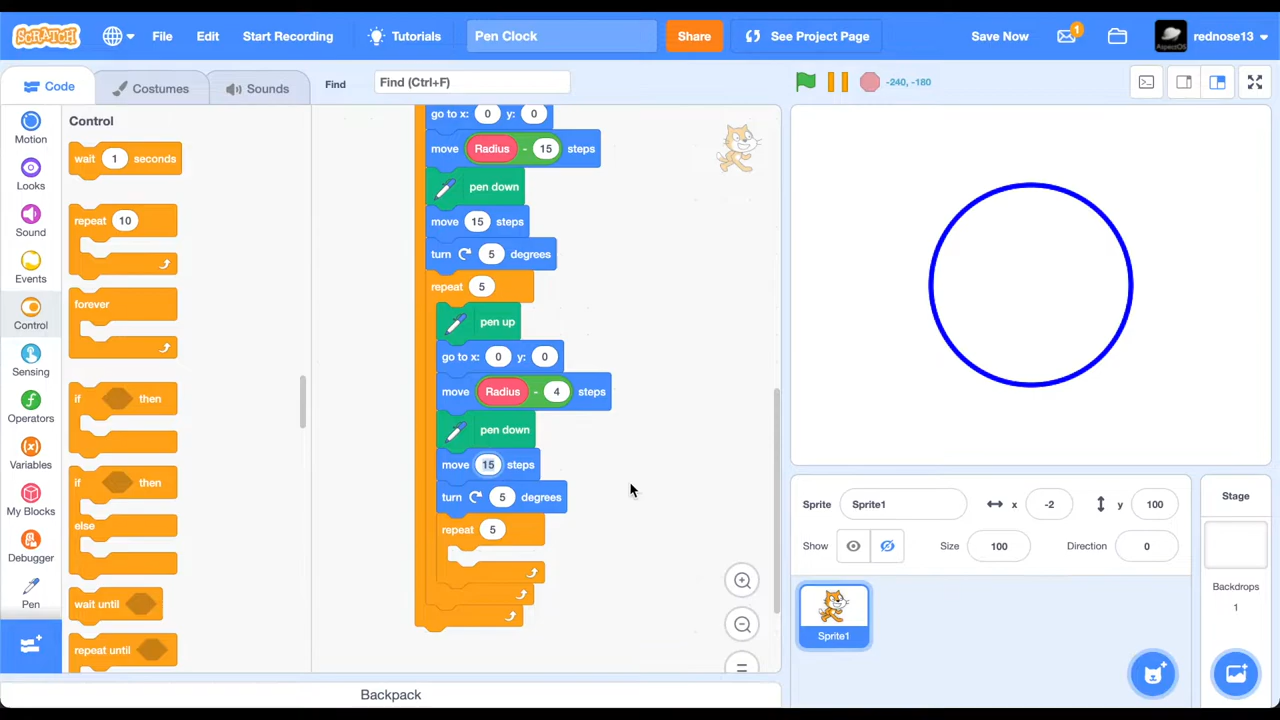 SCRATCH File Edit Start Recording Tutorials Pen Clock Share See Project Page Save Now 1 rednose13
AspectOS
Code Costumes Sounds Find Find (Ctrl+F) -240, -180
Motion
Looks
Sound
Events
Control
Sensing
Operators
Variables
My Blocks
Debugger
Pen
Control
wait 1 seconds
repeat 10
forever
if then
if then
else
wait until
repeat until
go to x: 0 y: 0
move Radius - 15 steps
pen down
move 15 steps
turn 5 degrees
repeat 5
pen up
go to x: 0 y: 0
move Radius - 4 steps
pen down
move 15 steps
turn 5 degrees
repeat 5
Sprite Sprite1 x -2 y 100
Show Size 100 Direction 0
Sprite1
Stage
Backdrops
1
Backpack